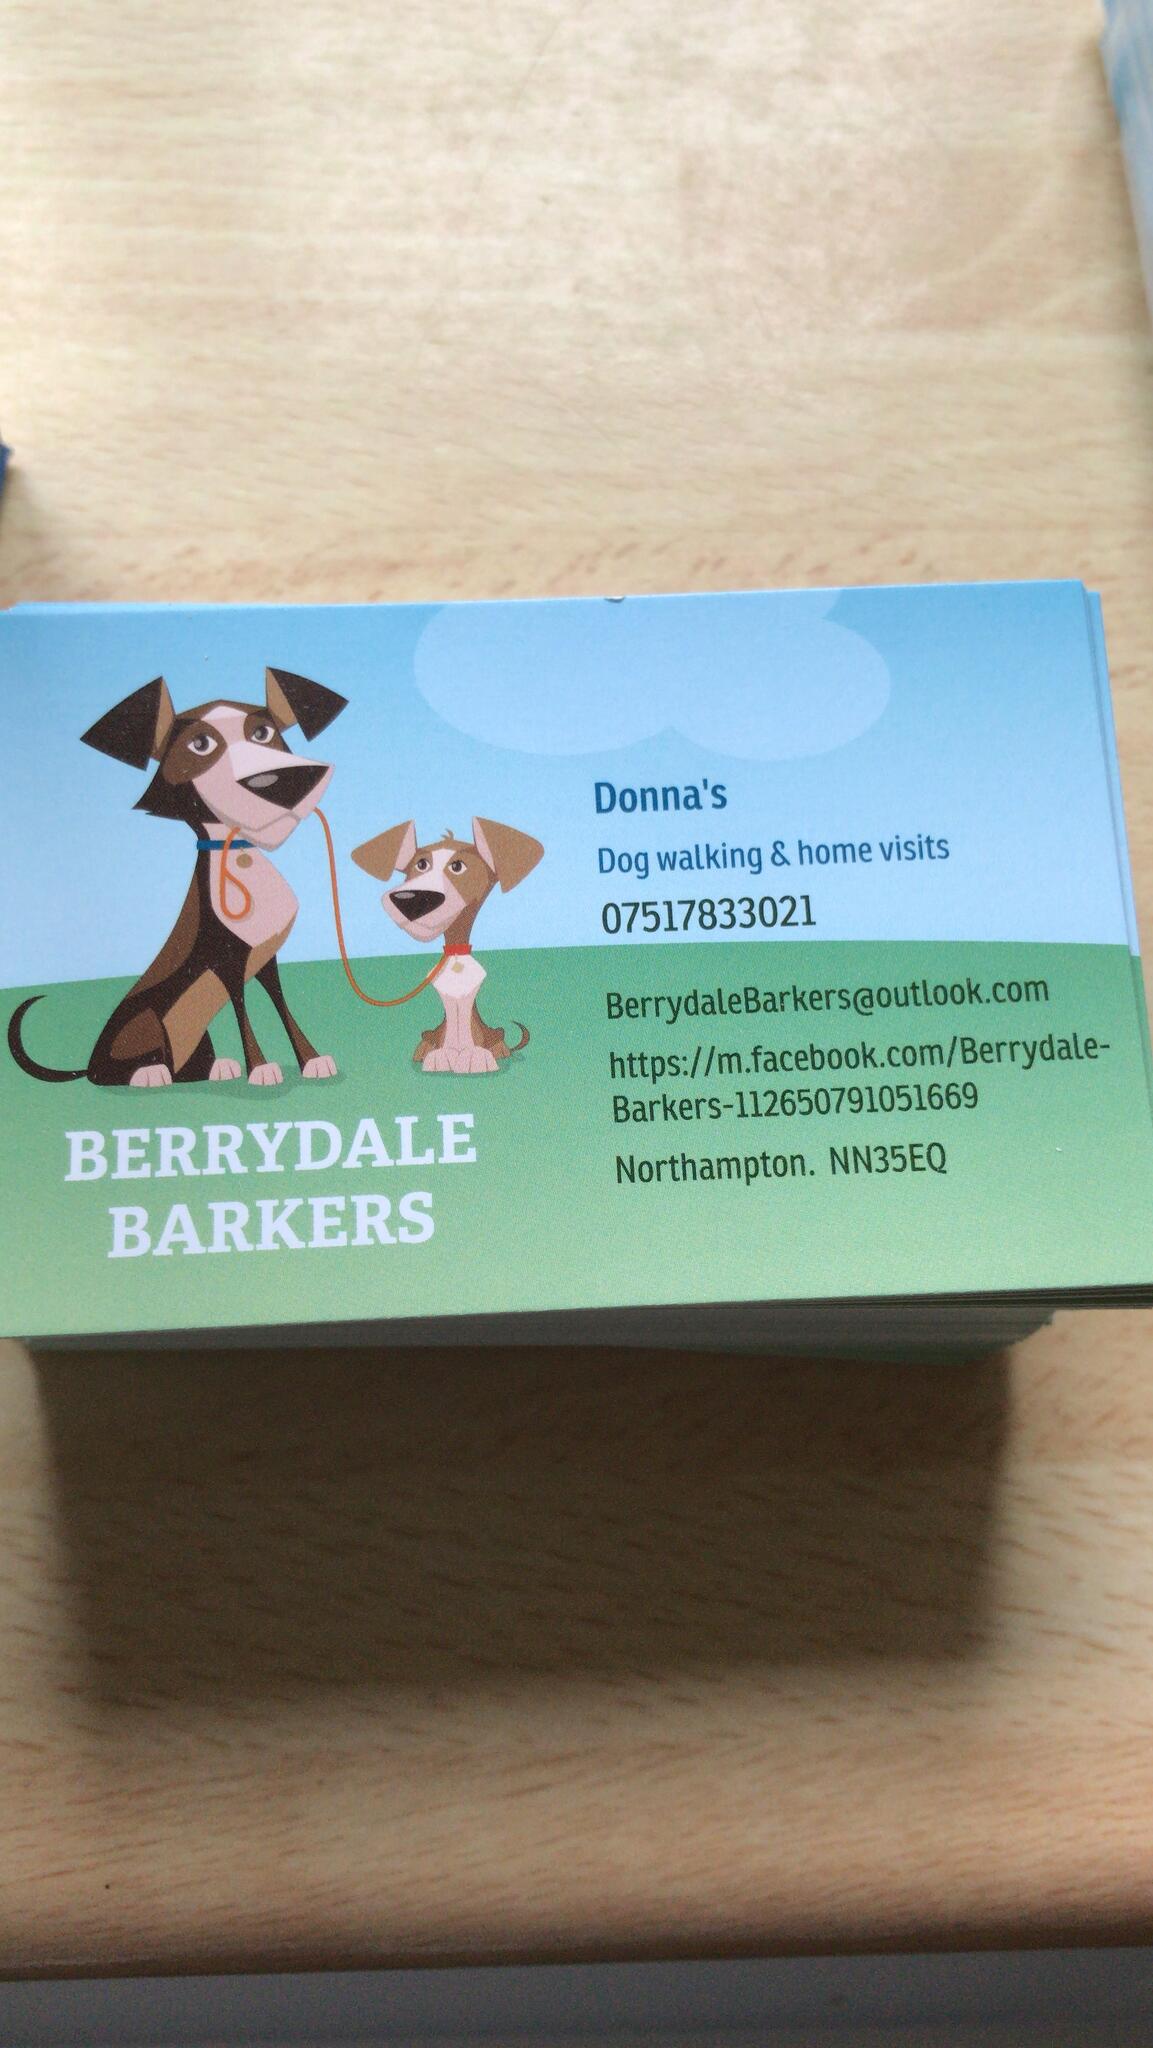 Donna's
Dog walking & home visits
07517833021
BerrydaleBarkers@outlook.com
https://m.facebook.com/Berrydale-
Barkers-112650791051669
Northampton. NN35EQ
BERRYDALE
BARKERS